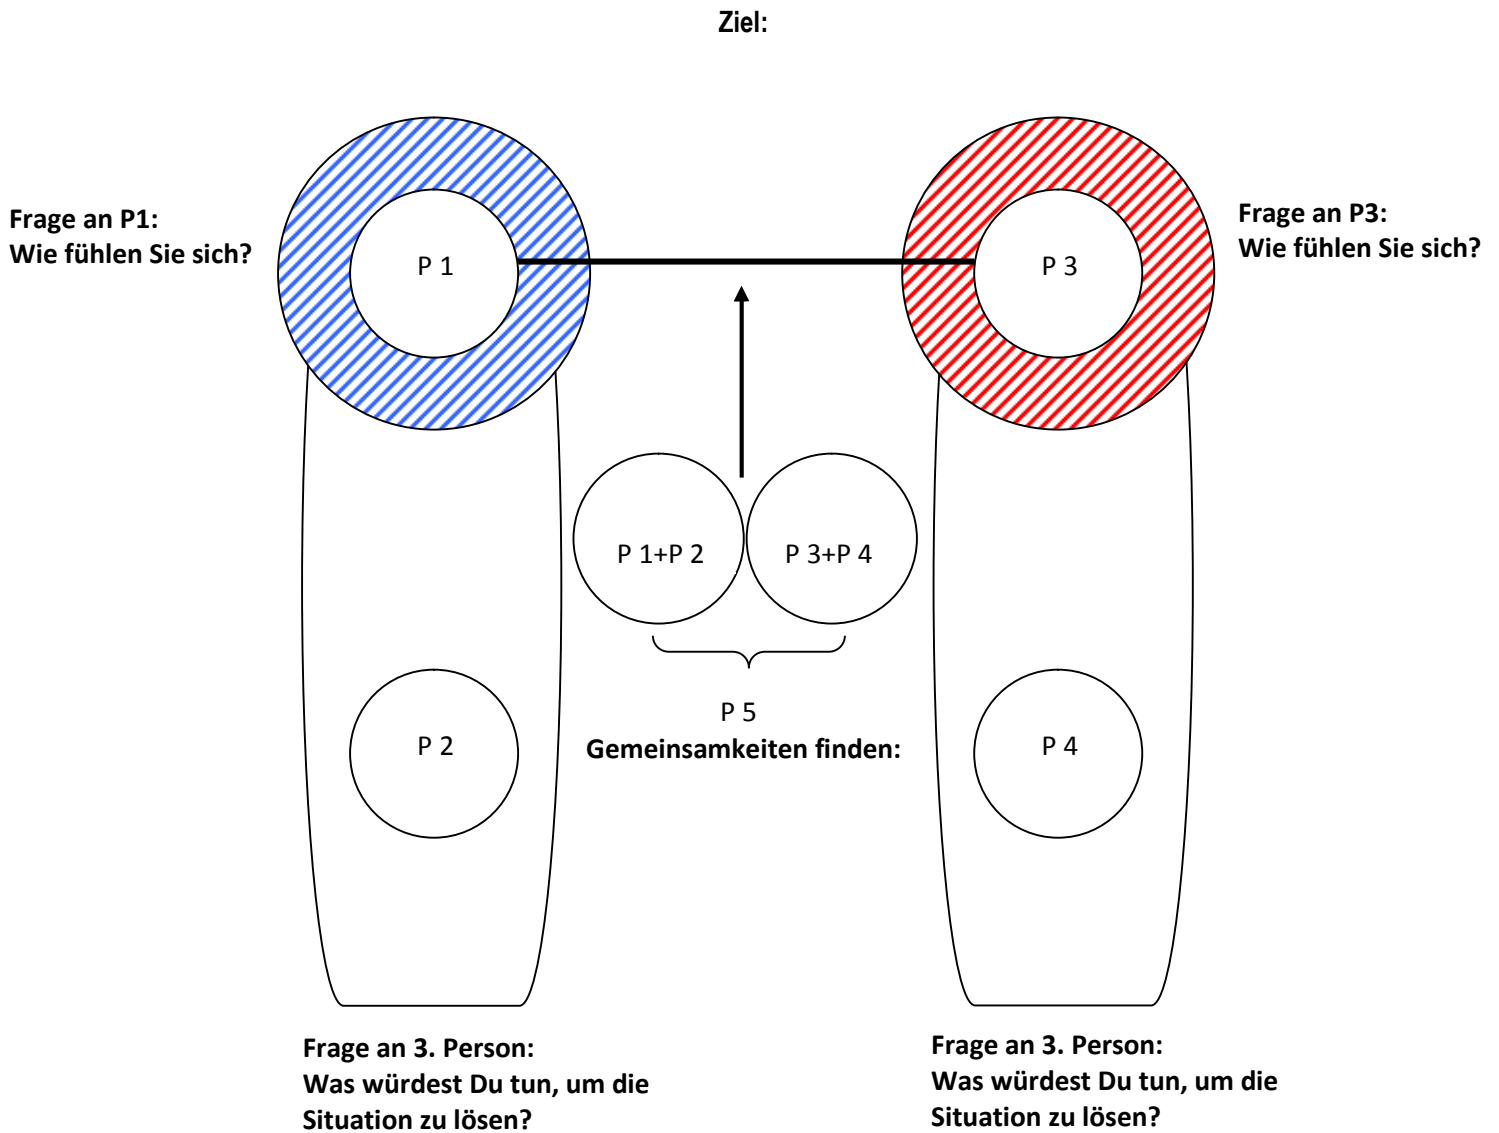 Ziel:
Frage an P1:
Wie fühlen Sie sich?
P 1
P 3
Frage an P3:
Wie fühlen Sie sich?
P 1+P 2
P 3+P 4
P 5
Gemeinsamkeiten finden:
P 2
P 4
Frage an 3. Person:
Was würdest Du tun, um die
Situation zu lösen?
Frage an 3. Person:
Was würdest Du tun, um die
Situation zu lösen?